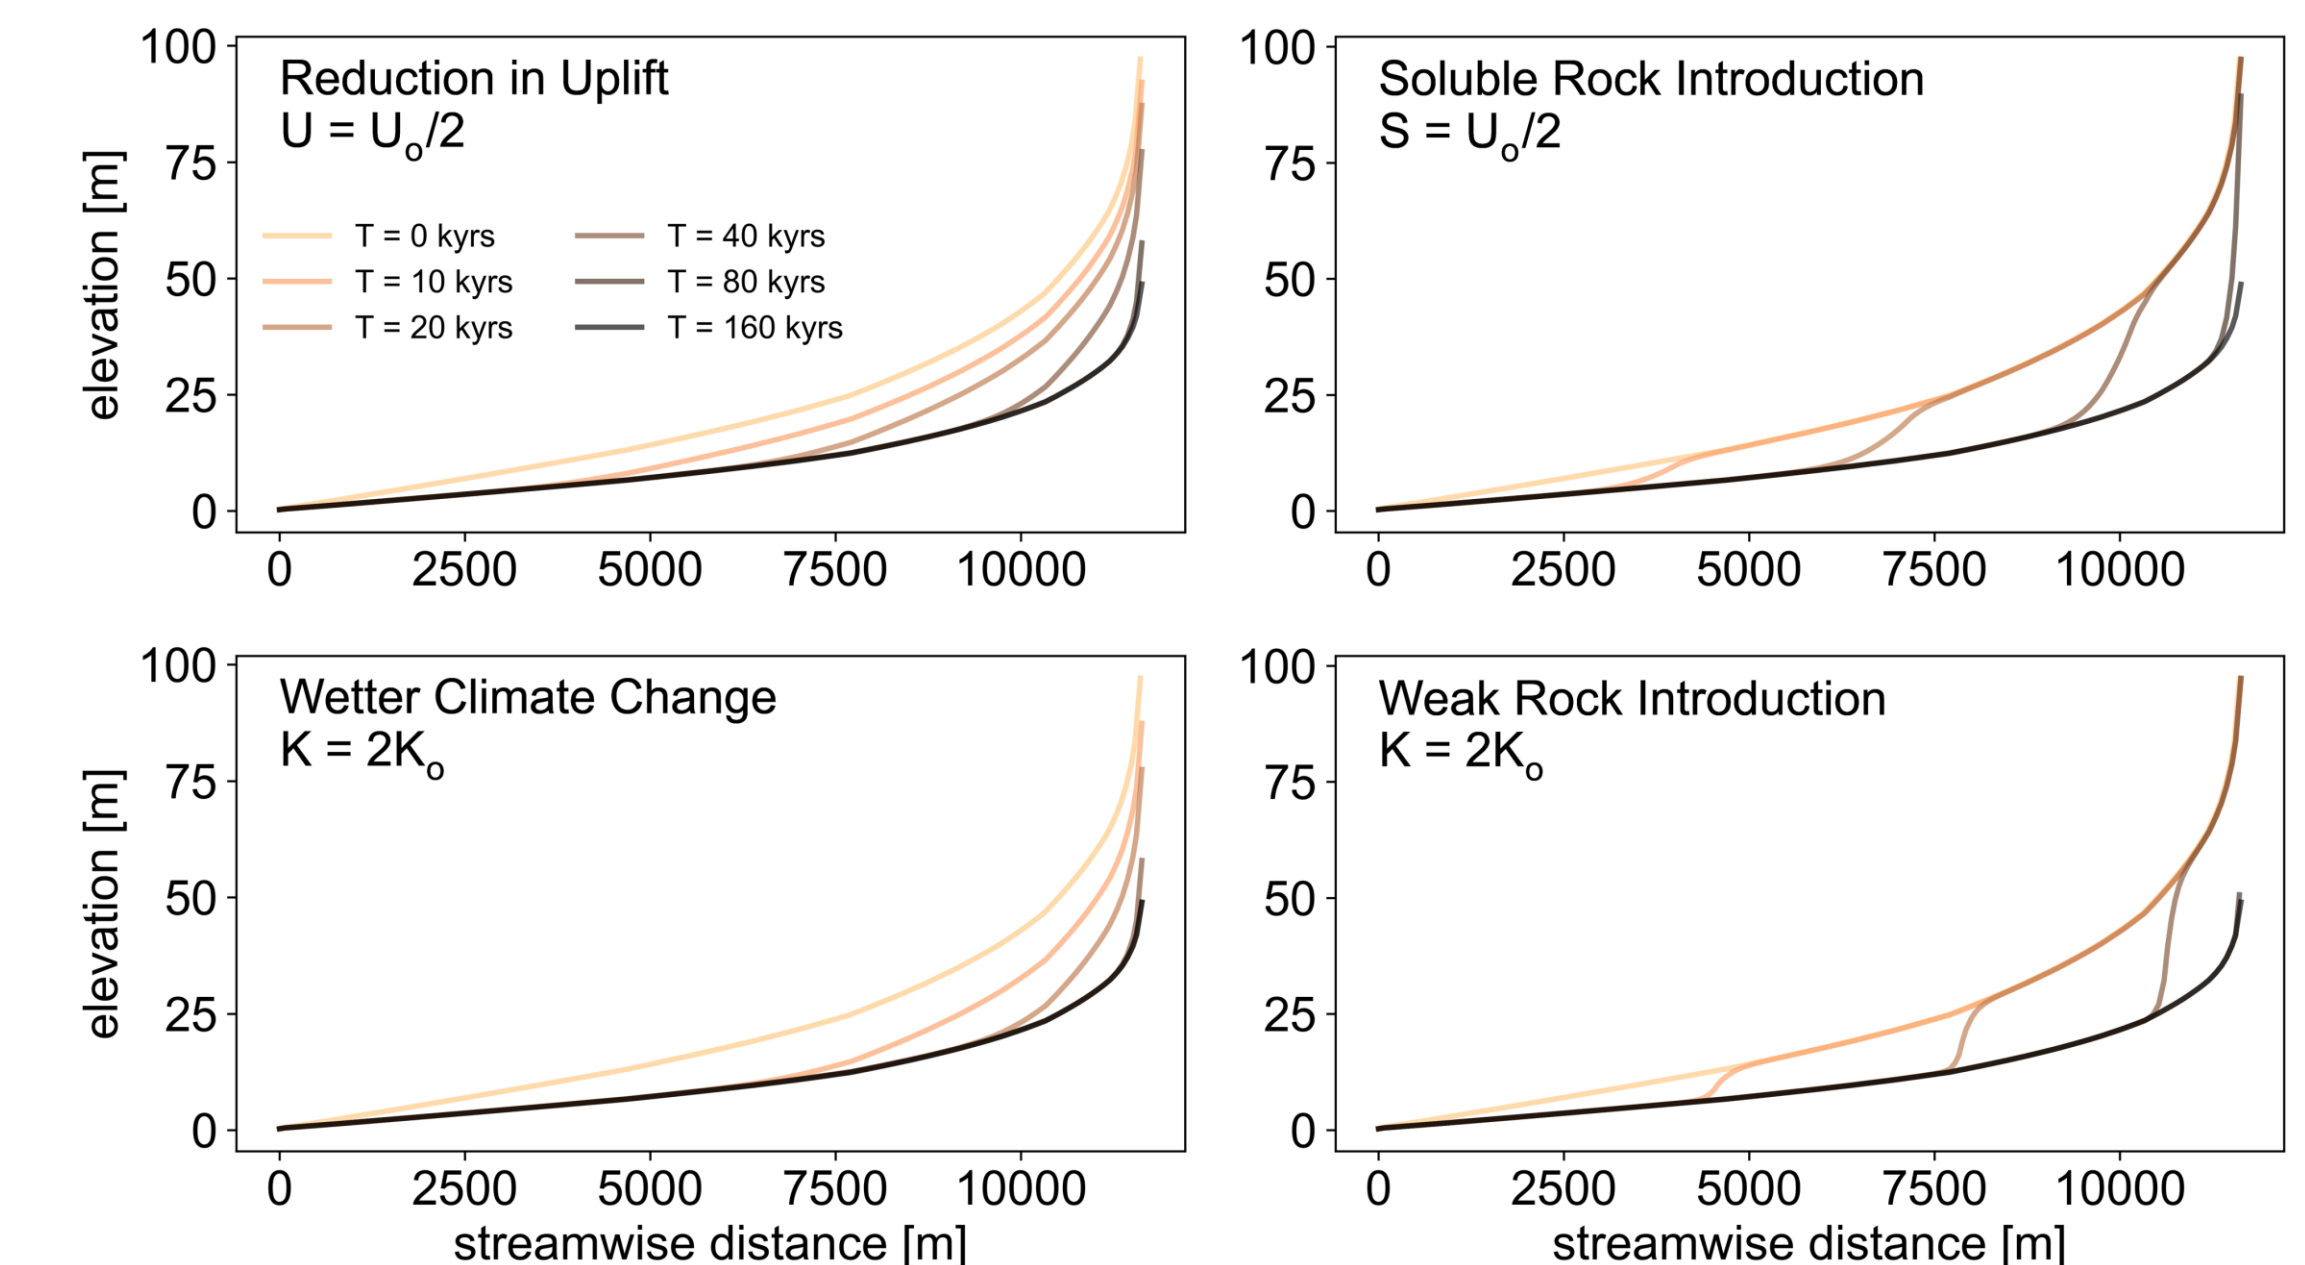 Reduction in Uplift
U = Uₒ/2
T = 0 kyrs
T = 10 kyrs
T = 20 kyrs
T = 40 kyrs
T = 80 kyrs
T = 160 kyrs
elevation [m]
100
75
50
25
0
0 2500 5000 7500 10000
Soluble Rock Introduction
S = Uₒ/2
100
75
50
25
0
0 2500 5000 7500 10000
Wetter Climate Change
K = 2Kₒ
elevation [m]
100
75
50
25
0
0 2500 5000 7500 10000
streamwise distance [m]
Weak Rock Introduction
K = 2Kₒ
100
75
50
25
0
0 2500 5000 7500 10000
streamwise distance [m]